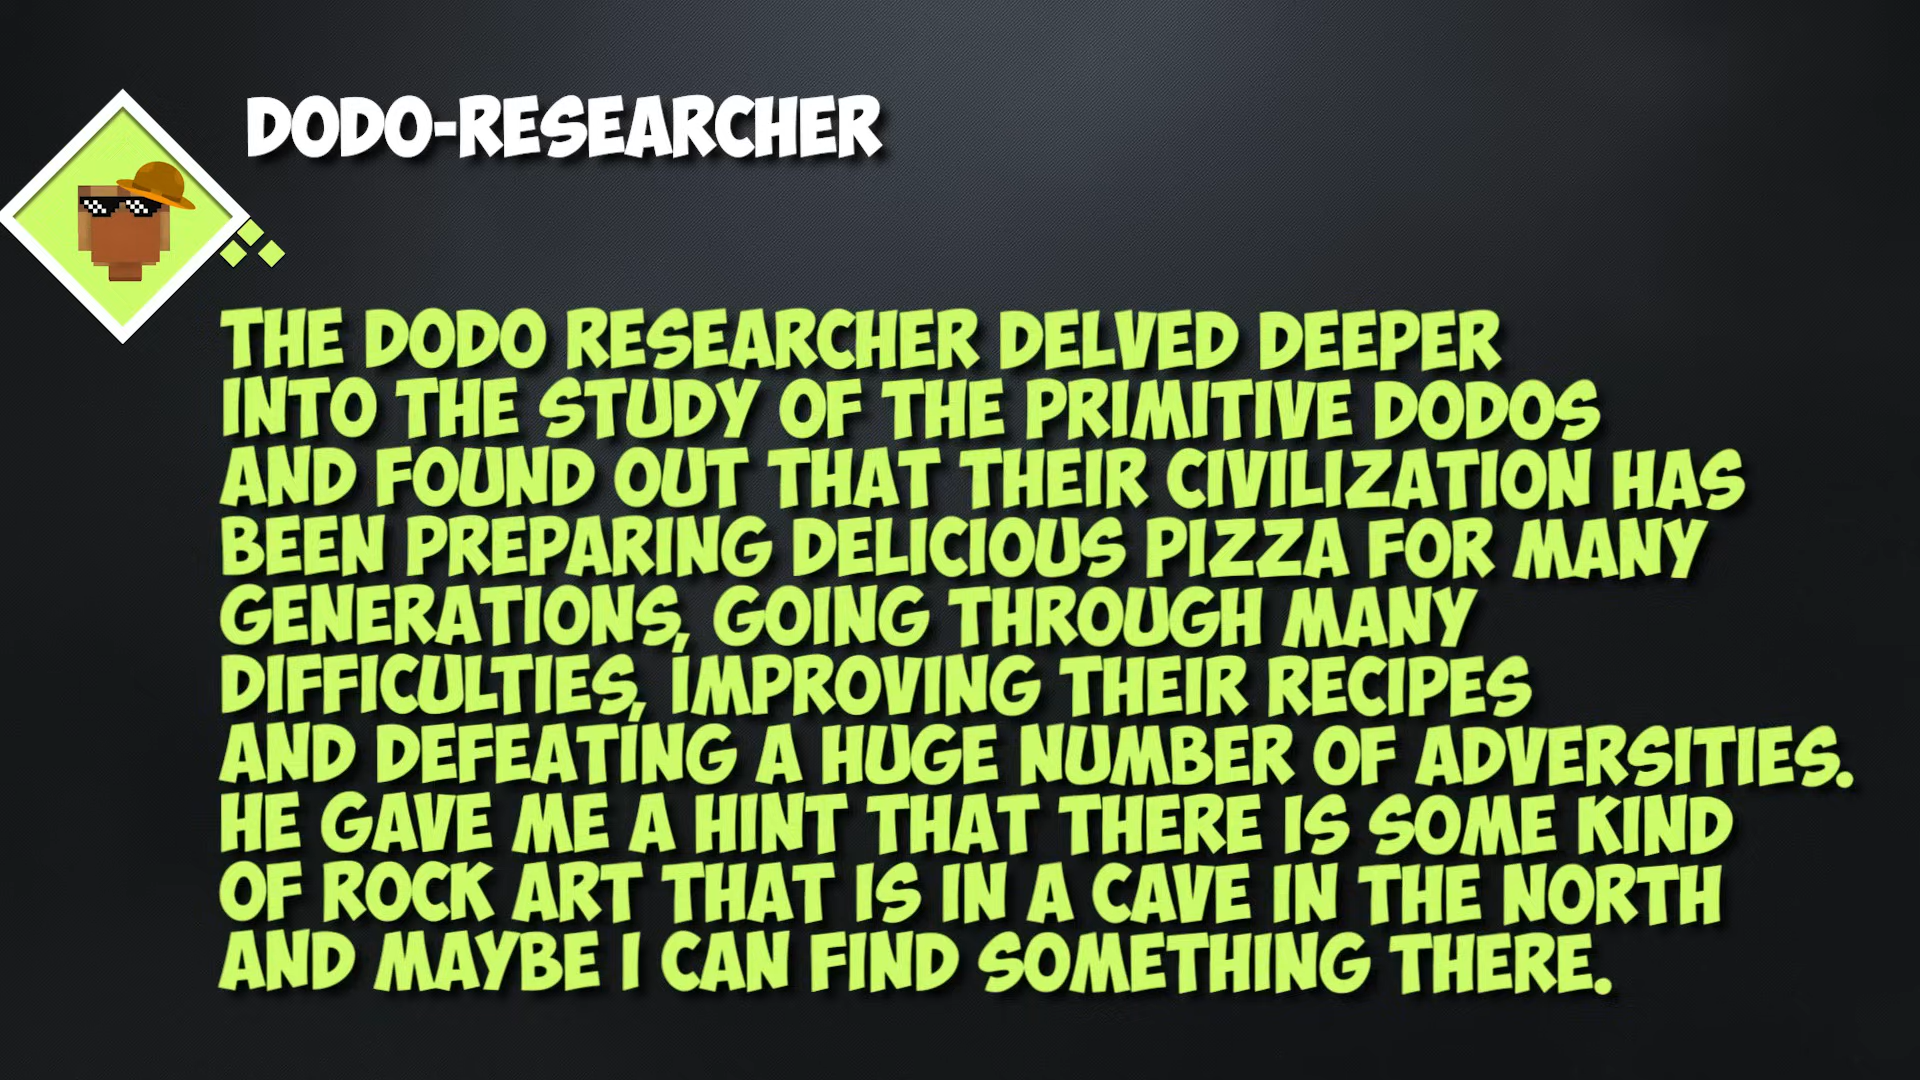 DODO-RESEARCHER
THE DODO RESEARCHER DELVED DEEPER
INTO THE STUDY OF THE PRIMITIVE DODOS
AND FOUND OUT THAT THEIR CIVILIZATION HAS
BEEN PREPARING DELICIOUS PIZZA FOR MANY
GENERATIONS, GOING THROUGH MANY
DIFFICULTIES, IMPROVING THEIR RECIPES
AND DEFEATING A HUGE NUMBER OF ADVERSITIES.
HE GAVE ME A HINT THAT THERE IS SOME KIND
OF ROCK ART THAT IS IN A CAVE IN THE NORTH
AND MAYBE I CAN FIND SOMETHING THERE.